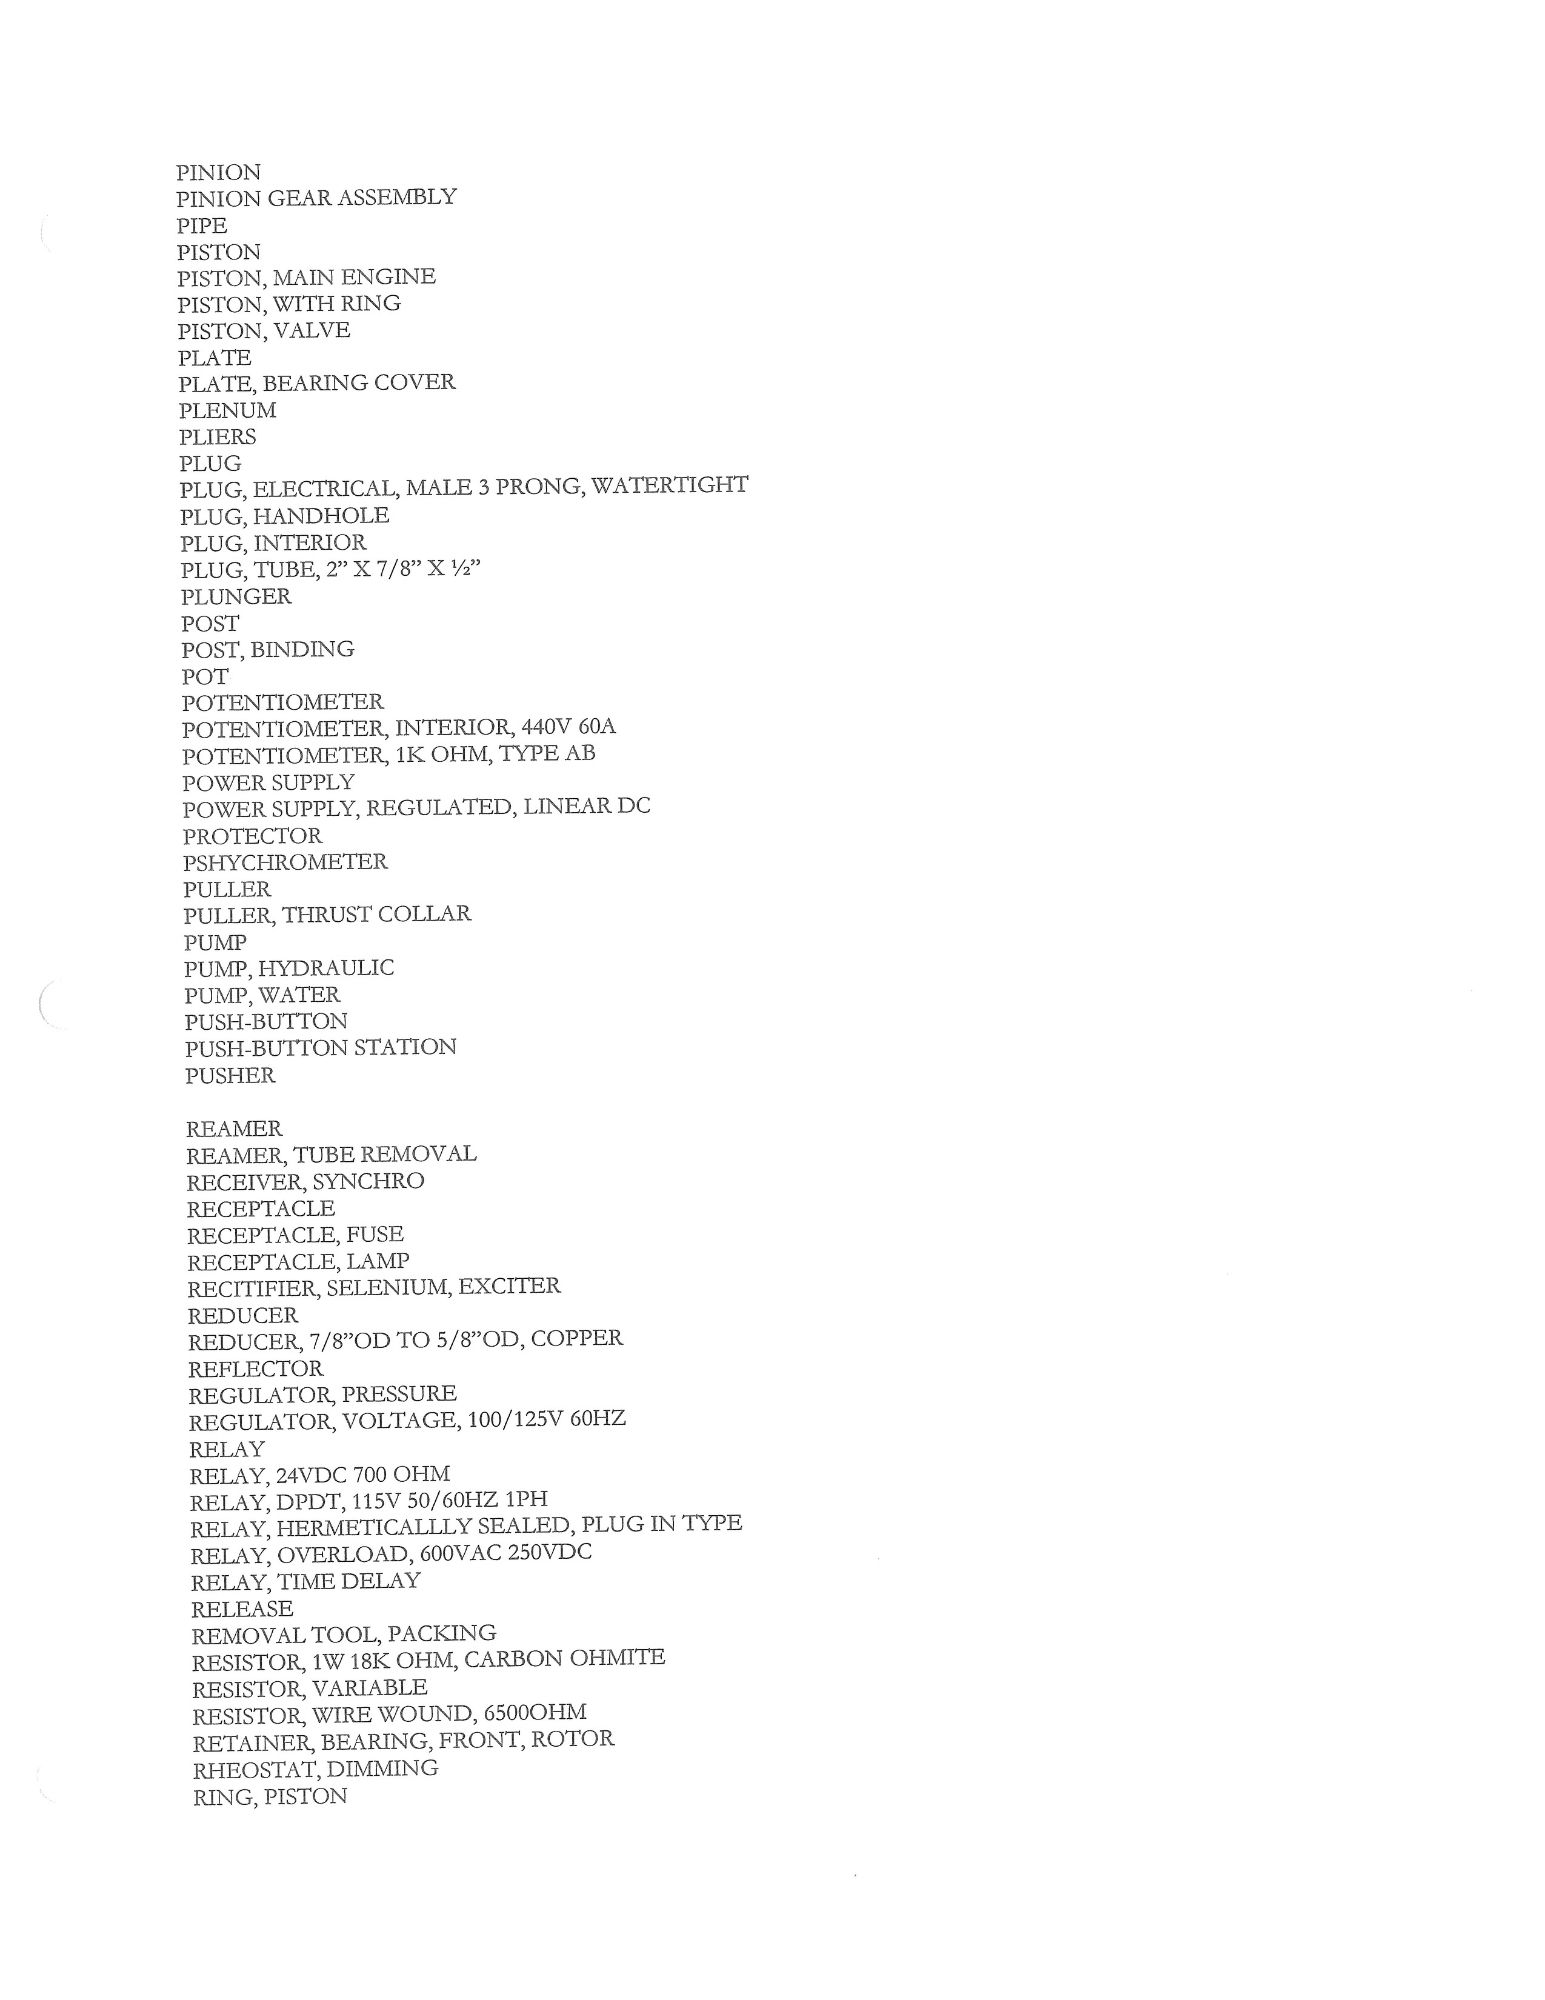 PINION
PINION GEAR ASSEMBLY
PIPE
PISTON
PISTON, MAIN ENGINE
PISTON, WITH RING
PISTON, VALVE
PLATE
PLATE, BEARING COVER
PLENUM
PLIERS
PLUG
PLUG, ELECTRICAL, MALE 3 PRONG, WATERTIGHT
PLUG, HANDHOLE
PLUG, INTERIOR
PLUG, TUBE, 2” X 7/8” X ½”
PLUNGER
POST
POST, BINDING
POT
POTENTIOMETER
POTENTIOMETER, INTERIOR, 440V 60A
POTENTIOMETER, 1K OHM, TYPE AB
POWER SUPPLY
POWER SUPPLY, REGULATED, LINEAR DC
PROTECTOR
PSHYCHROMETER
PULLER
PULLER, THRUST COLLAR
PUMP
PUMP, HYDRAULIC
PUMP, WATER
PUSH-BUTTON
PUSH-BUTTON STATION
PUSHER
REAMER
REAMER, TUBE REMOVAL
RECEIVER, SYNCHRO
RECEPTACLE
RECEPTACLE, FUSE
RECEPTACLE, LAMP
RECITIFIER, SELENIUM, EXCITER
REDUCER
REDUCER, 7/8”OD TO 5/8”OD, COPPER
REFLECTOR
REGULATOR, PRESSURE
REGULATOR, VOLTAGE, 100/125V 60HZ
RELAY
RELAY, 24VDC 700 OHM
RELAY, DPDT, 115V 50/60HZ 1PH
RELAY, HERMETICALLLY SEALED, PLUG IN TYPE
RELAY, OVERLOAD, 600VAC 250VDC
RELAY, TIME DELAY
RELEASE
REMOVAL TOOL, PACKING
RESISTOR, 1W 18K OHM, CARBON OHMITE
RESISTOR, VARIABLE
RESISTOR, WIRE WOUND, 6500OHM
RETAINER, BEARING, FRONT, ROTOR
RHEOSTAT, DIMMING
RING, PISTON